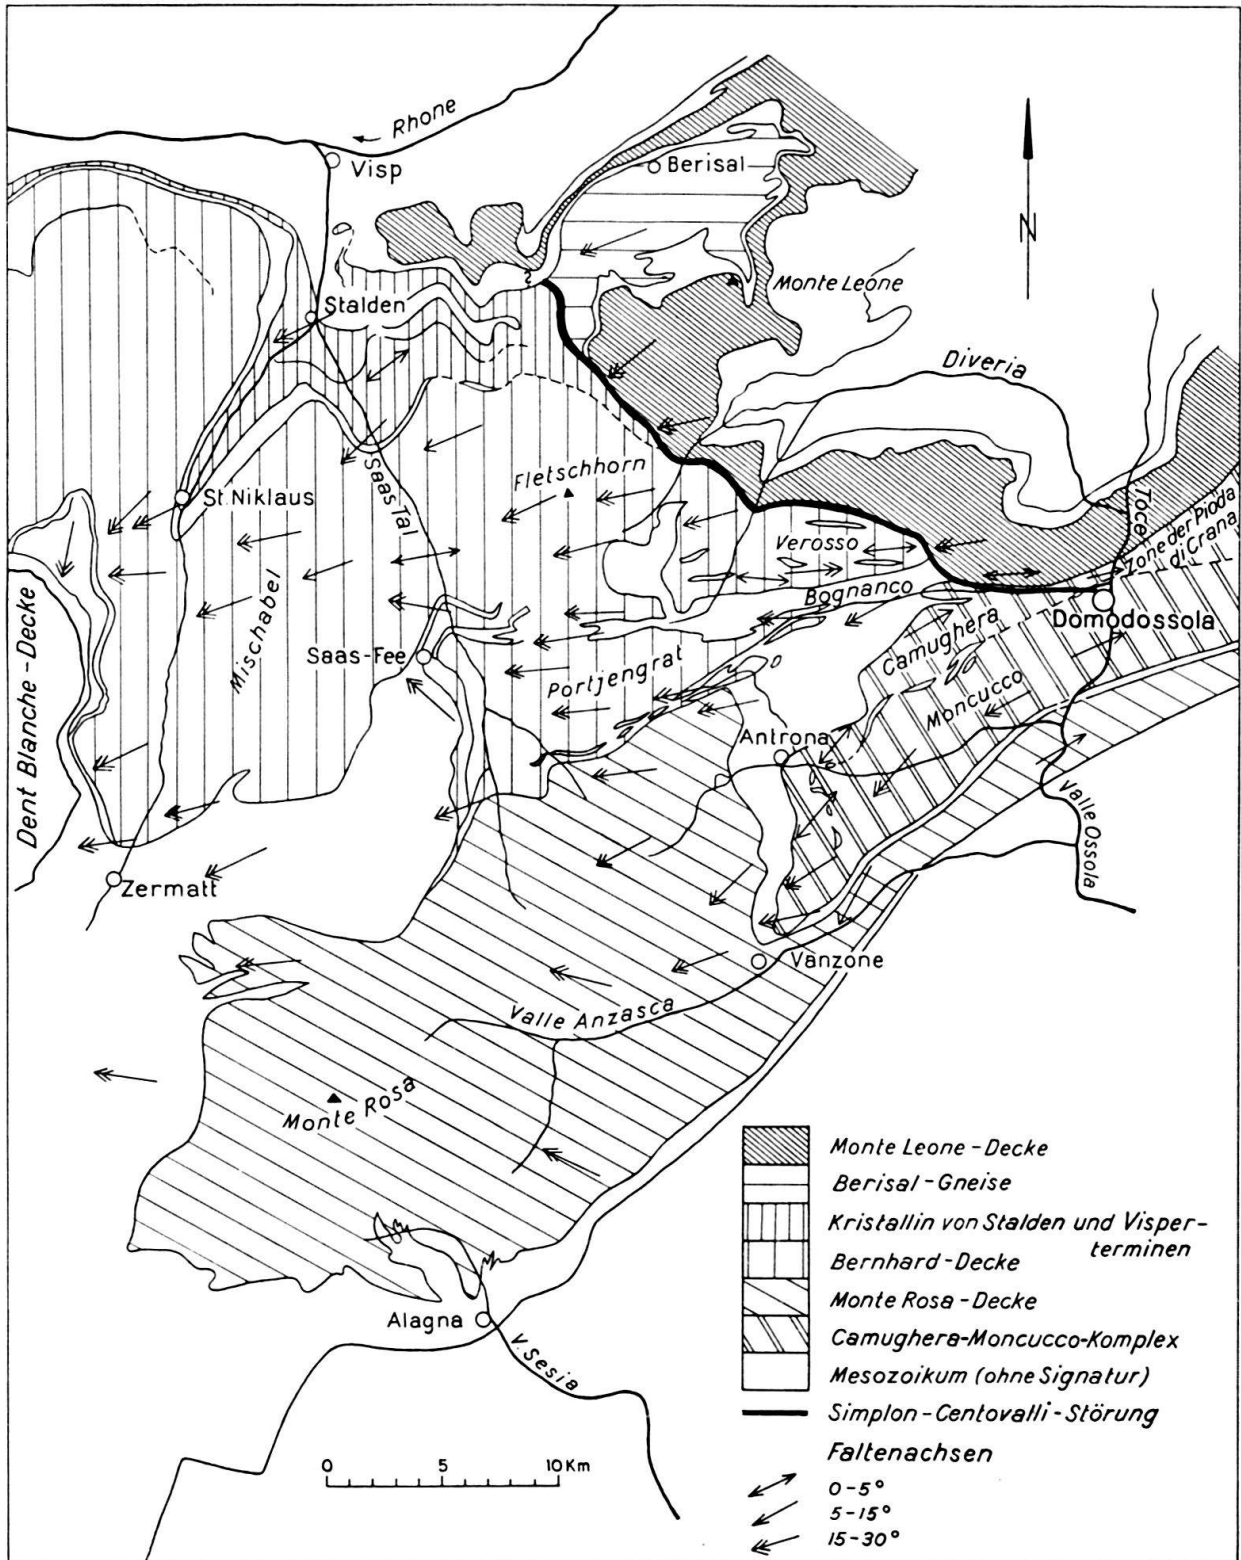 Rhone
Visp
Berisal
N
Monte Leone
Stalden
Diveria
Saas Tal
Fletschhorn
St. Niklaus
Toce
Zone der Pioda
di Crana
Verosso
Bognanco
Domodossola
Mischabel
Camughera
Saas-Fee
Portjengrat
Moncucco
Dent Blanche-Decke
Antrona
Valle Ossola
Zermatt
Vanzone
Valle Anzasca
Monte Rosa
Alagna
V. Sesia
Monte Leone-Decke
Berisal-Gneise
Kristallin von Stalden und Visper-
terminen
Bernhard-Decke
Monte Rosa-Decke
Camughera-Moncucco-Komplex
Mesozoikum (ohne Signatur)
Simplon-Centovalli-Störung
Faltenachsen
0-5°
5-15°
15-30°
0 5 10 Km